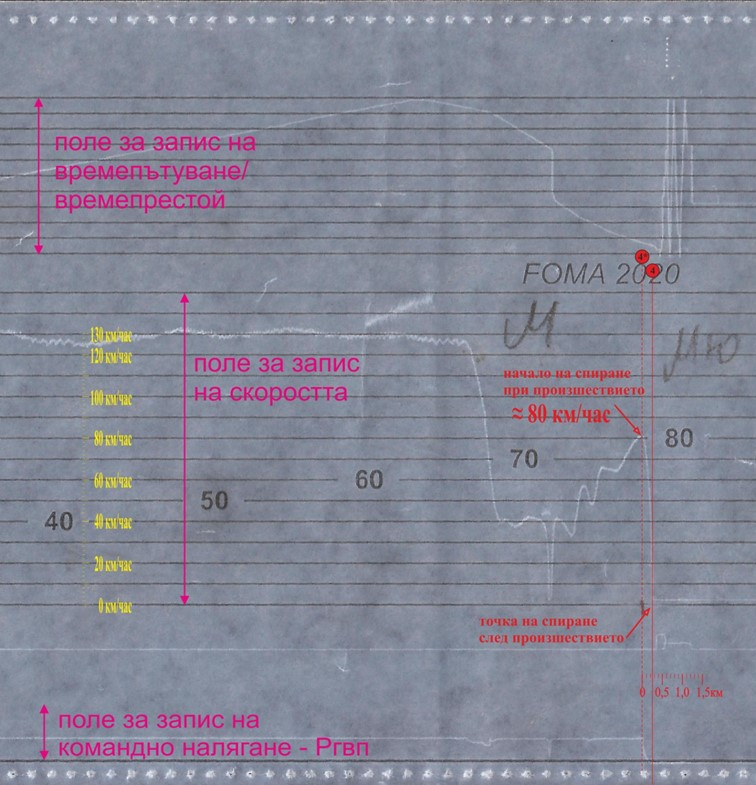 поле за запис на
времепътуване/
времепрестой
4*
4
FOMA 2020
130 км/час
120 км/час
поле за запис
на скоростта
начало на спиране
при произшествието
≈ 80 км/час
100 км/час
80 км/час
60 км/час
40 км/час
20 км/час
0 км/час
40
50
60
70
80
точка на спиране
след произшествието
0 0,5 1,0 1,5км
поле за запис на
командно налягане - Pгвп